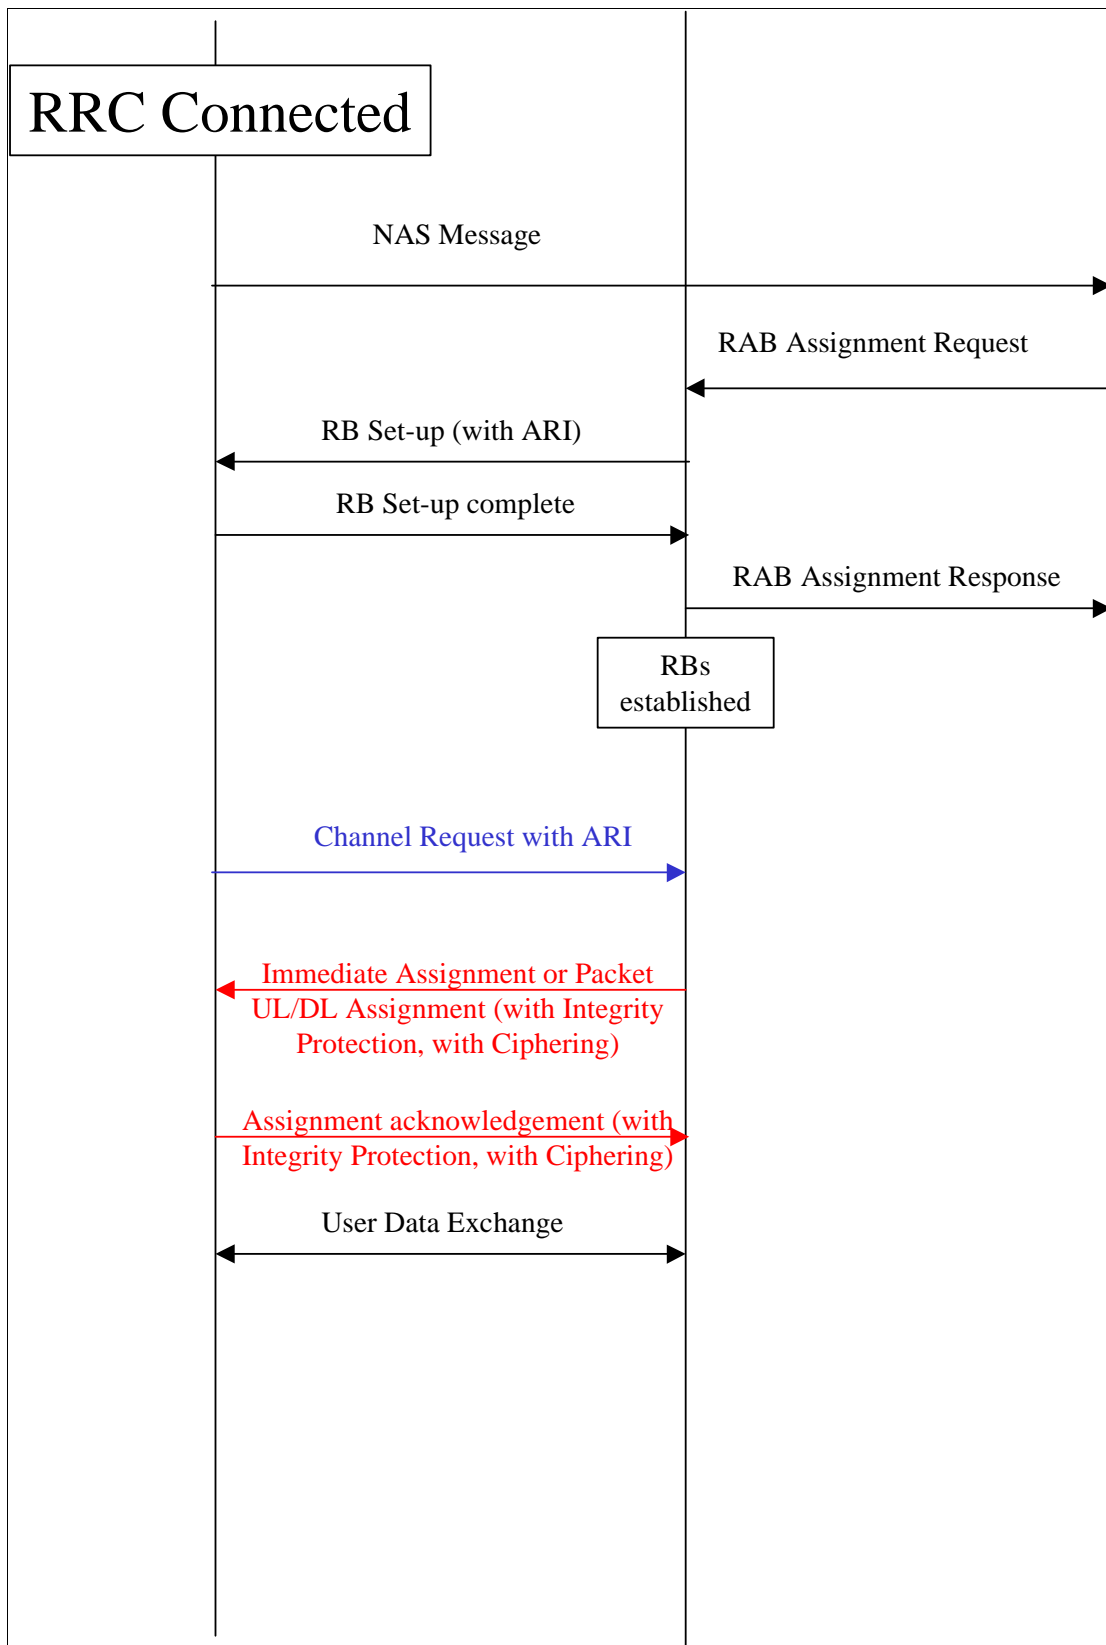 RRC Connected
NAS Message
RAB Assignment Request
RB Set-up (with ARI)
RB Set-up complete
RAB Assignment Response
RBs
established
Channel Request with ARI
Immediate Assignment or Packet
UL/DL Assignment (with Integrity
Protection, with Ciphering)
Assignment acknowledgement (with
Integrity Protection, with Ciphering)
User Data Exchange